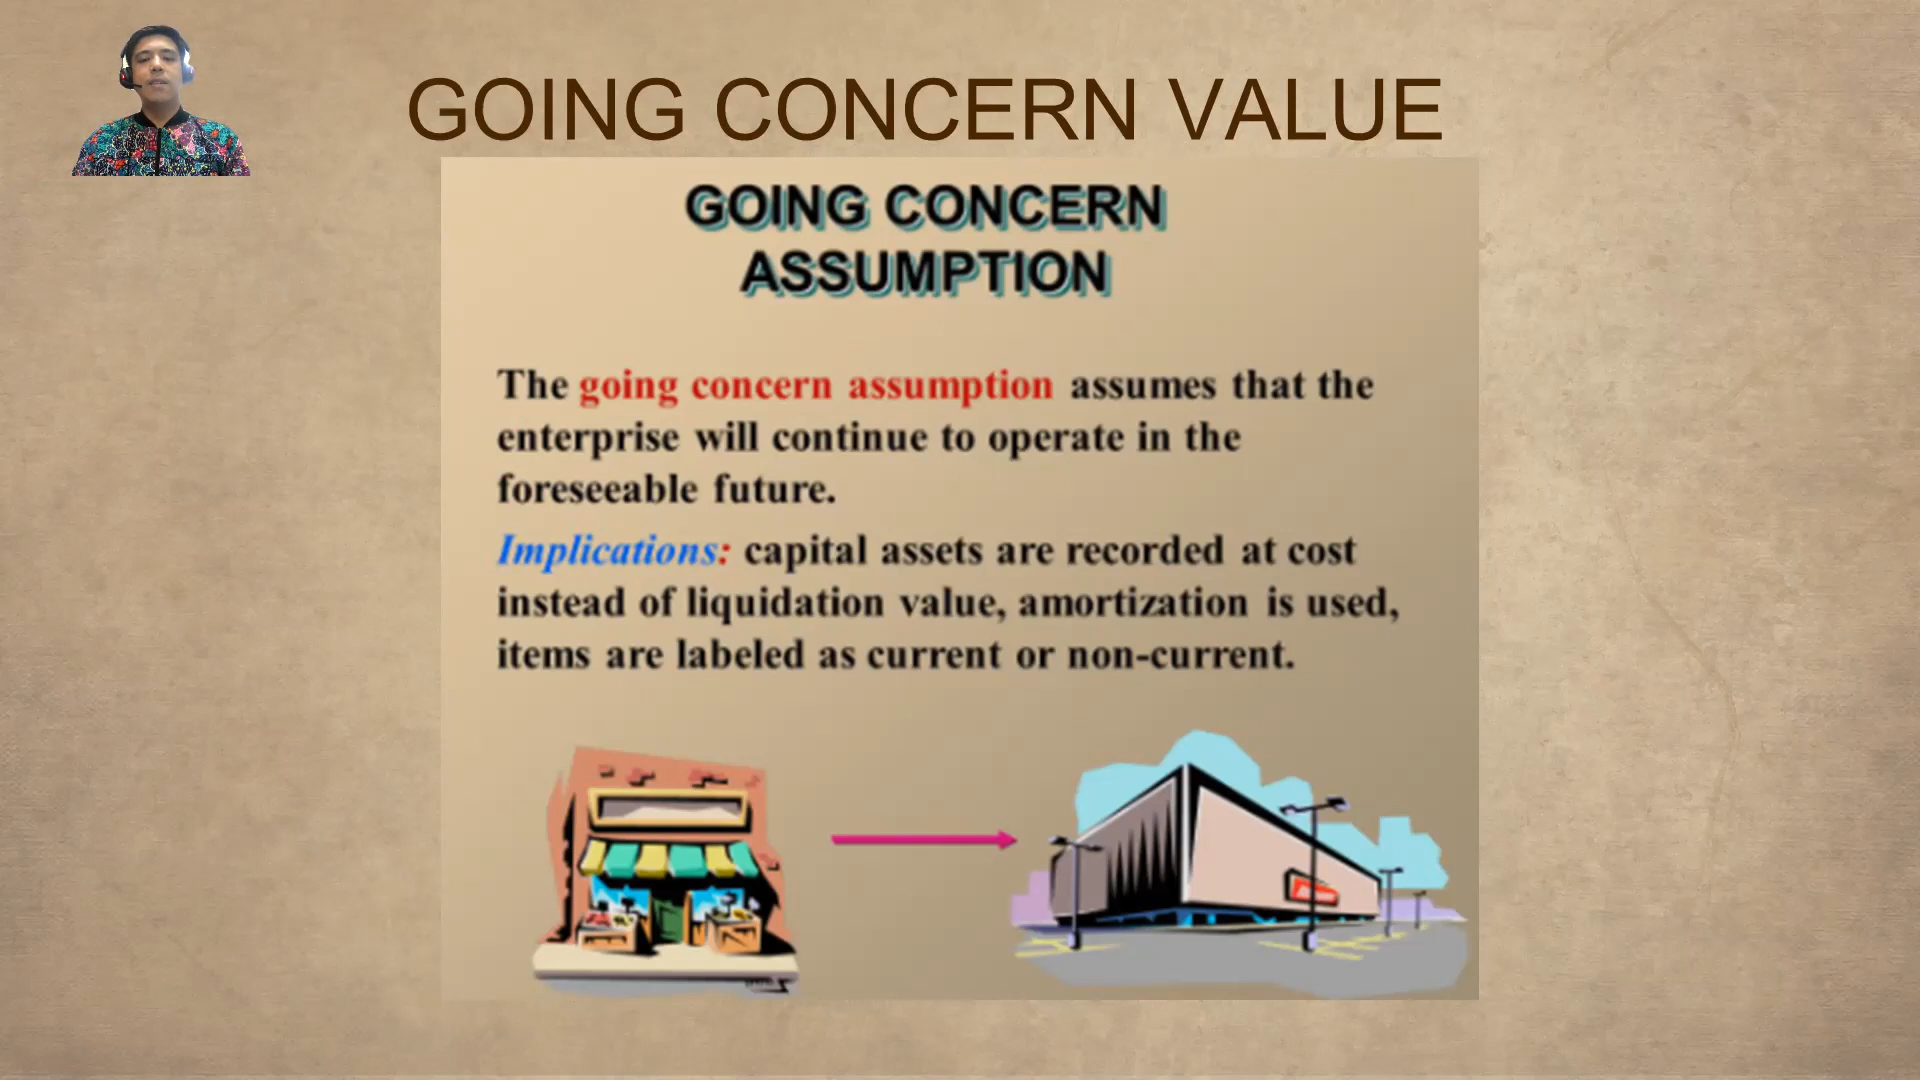 GOING CONCERN VALUE
GOING CONCERN
ASSUMPTION
The going concern assumption assumes that the
enterprise will continue to operate in the
foreseeable future.
Implications: capital assets are recorded at cost
instead of liquidation value, amortization is used,
items are labeled as current or non-current.